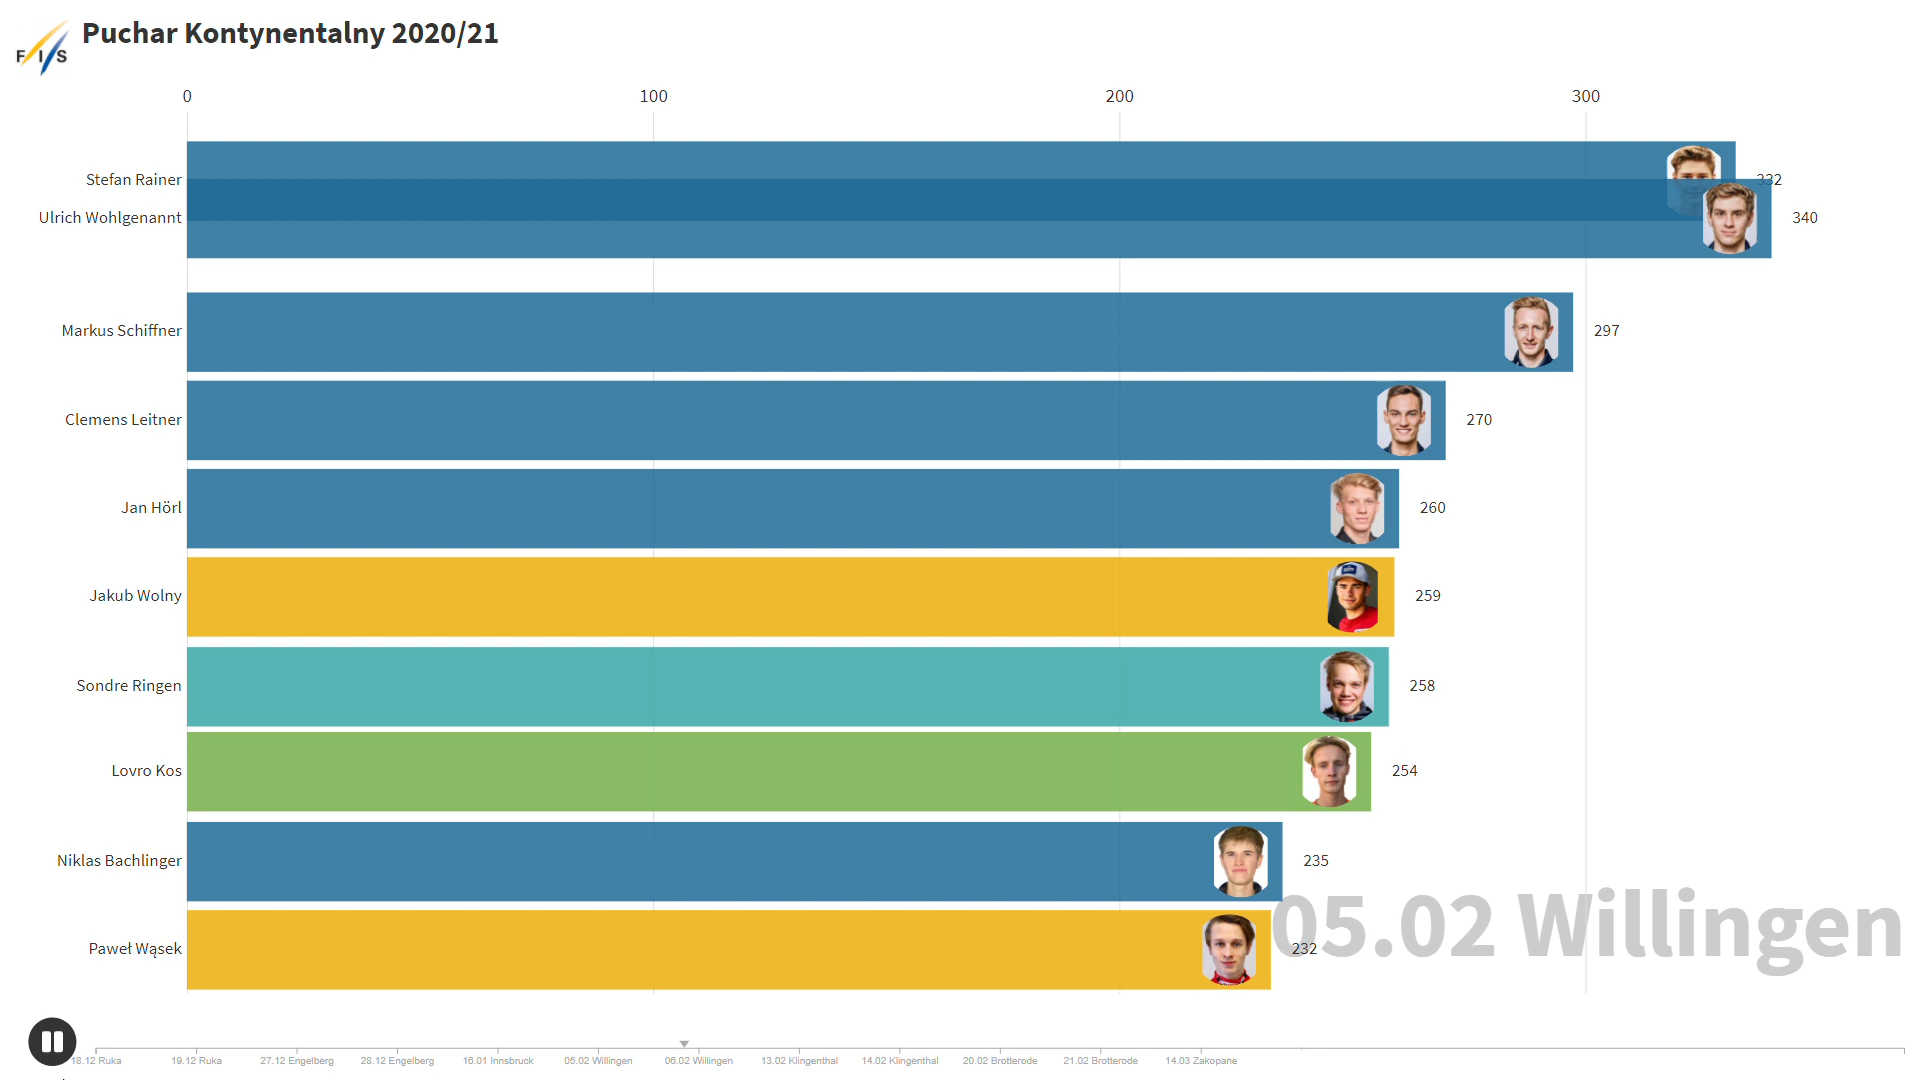 FIS
Puchar Kontynentalny 2020/21
0 100 200 300
Stefan Rainer 332
Ulrich Wohlgenannt 340
Markus Schiffner 297
Clemens Leitner 270
Jan Hörl 260
Jakub Wolny 259
Sondre Ringen 258
Lovro Kos 254
Niklas Bachlinger 235
05.02 Willingen
Paweł Wąsek 232
18.12 Ruka 19.12 Ruka 27.12 Engelberg 28.12 Engelberg 16.01 Innsbruck 05.02 Willingen 06.02 Willingen 13.02 Klingenthal 14.02 Klingenthal 20.02 Brotterode 21.02 Brotterode 14.03 Zakopane